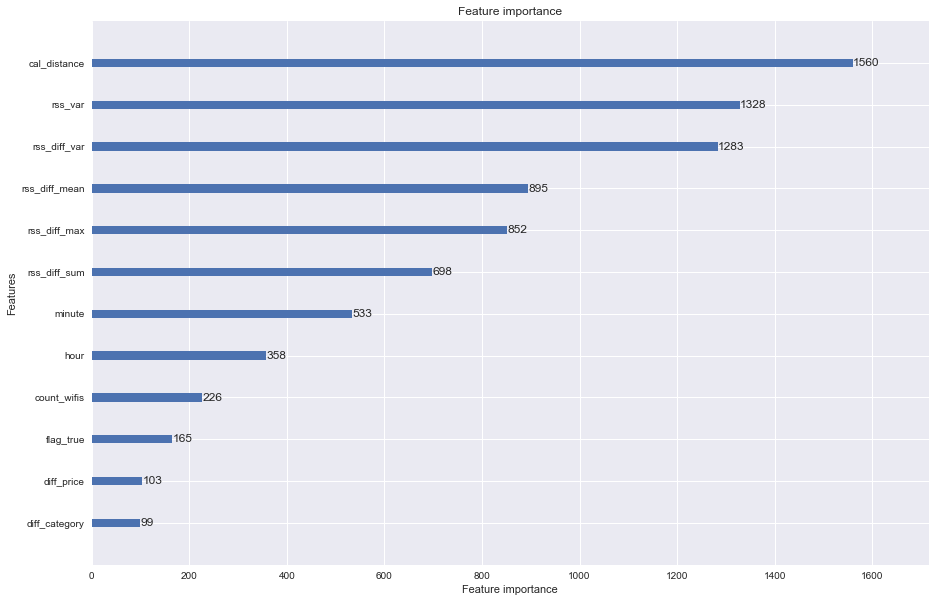 Feature importance
cal_distance 1560
rss_var 1328
rss_diff_var 1283
rss_diff_mean 895
rss_diff_max 852
rss_diff_sum 698
minute 533
hour 358
count_wifis 226
flag_true 165
diff_price 103
diff_category 99
Features
0 200 400 600 800 1000 1200 1400 1600
Feature importance